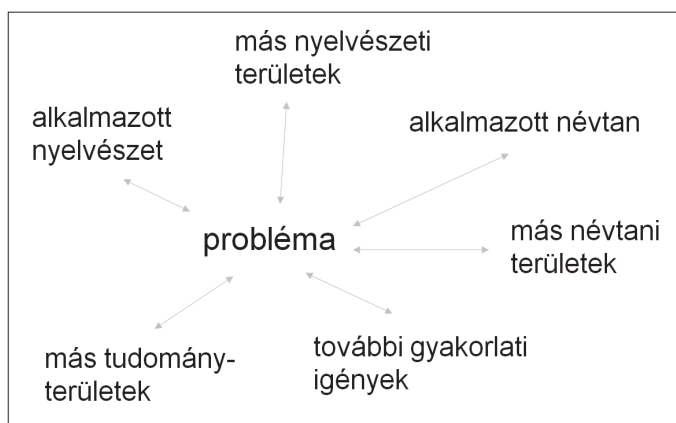 más nyelvészeti
területek
alkalmazott
nyelvészet
alkalmazott névtan
probléma
más névtani
területek
más tudomány-
területek
további gyakorlati
igények